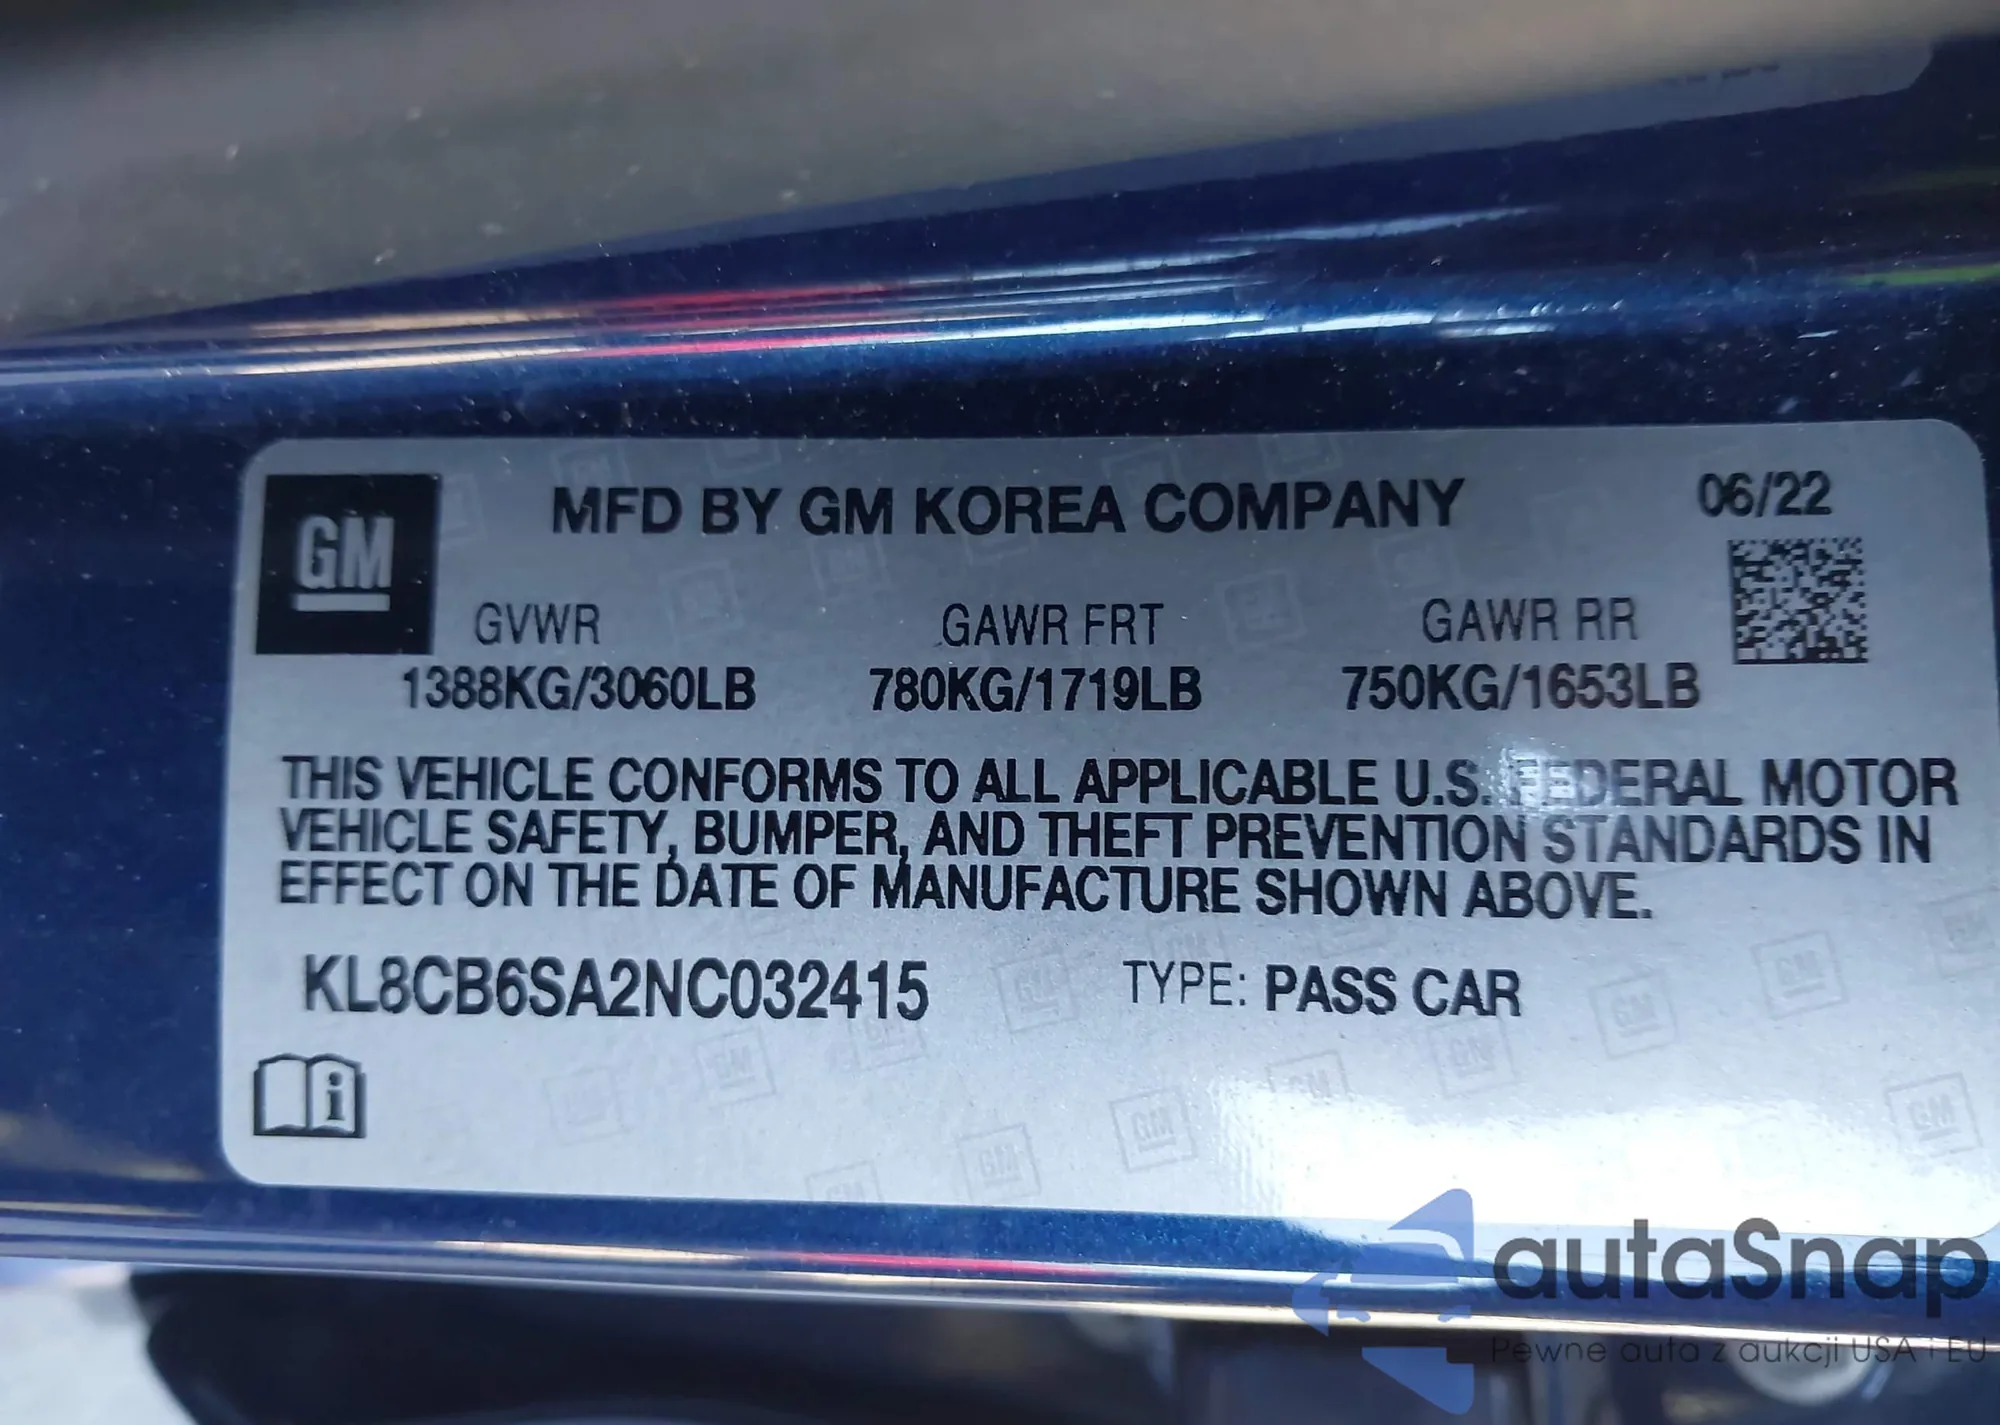 GM
MFD BY GM KOREA COMPANY
06/22
GVWR GAWR FRT GAWR RR
1388KG/3060LB 780KG/1719LB 750KG/1653LB
THIS VEHICLE CONFORMS TO ALL APPLICABLE U.S. FEDERAL MOTOR
VEHICLE SAFETY, BUMPER, AND THEFT PREVENTION STANDARDS IN
EFFECT ON THE DATE OF MANUFACTURE SHOWN ABOVE.
KL8CB6SA2NC032415 TYPE: PASS CAR
i
autaSnap
Pewne auta z aukcji USA i EU